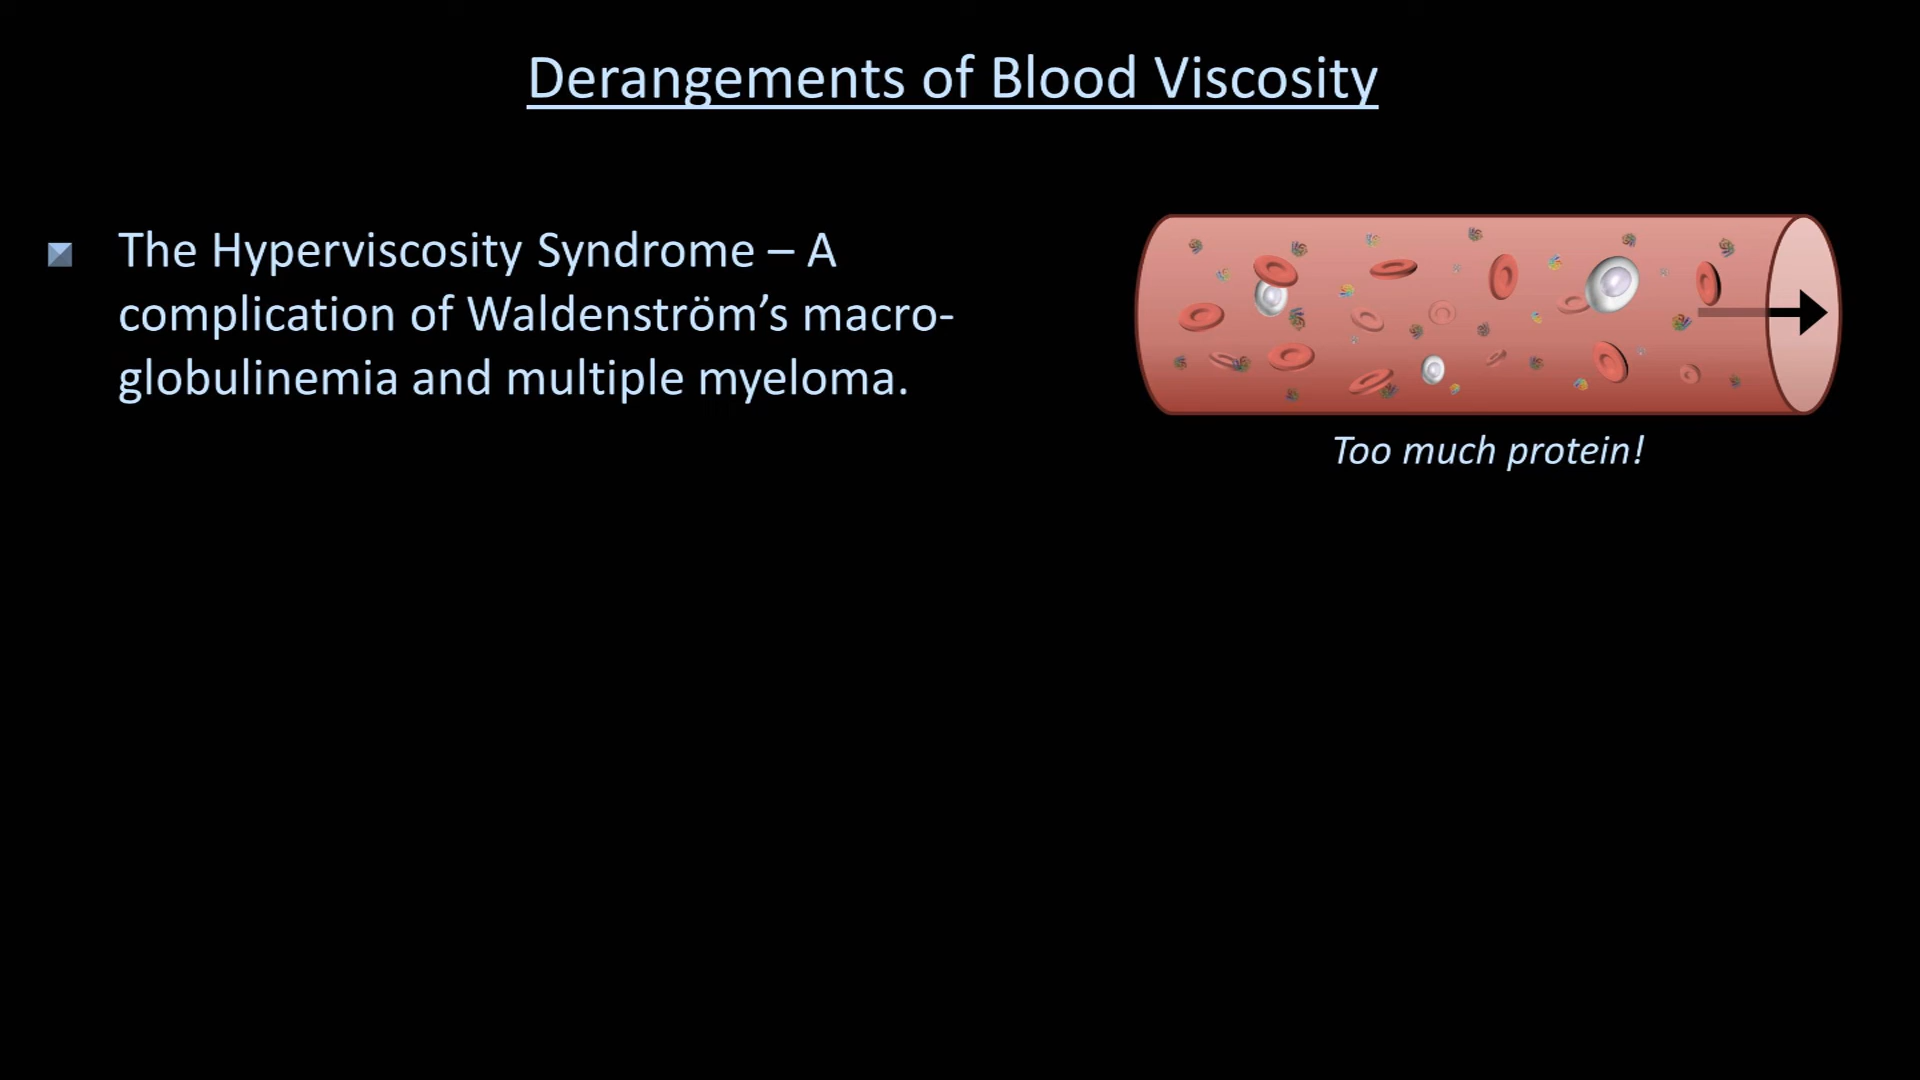 Derangements of Blood Viscosity
The Hyperviscosity Syndrome – A
complication of Waldenström’s macro-
globulinemia and multiple myeloma.
Too much protein!